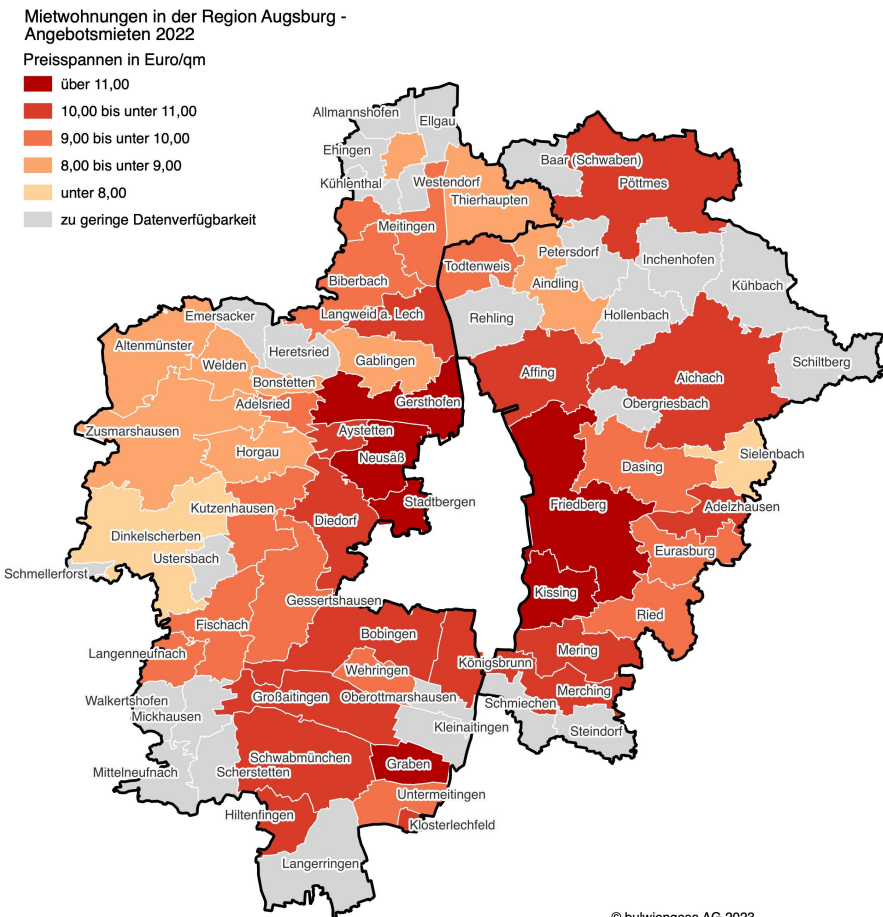 Mietwohnungen in der Region Augsburg -
Angebotsmieten 2022
Preisspannen in Euro/qm
über 11,00
10,00 bis unter 11,00
9,00 bis unter 10,00
8,00 bis unter 9,00
unter 8,00
zu geringe Datenverfügbarkeit
Allmannshofen
Ellgau
Ehingen
Baar (Schwaben)
Kühlenthal
Westendorf
Pöttmes
Thierhaupten
Meitingen
Petersdorf
Inchenhofen
Todtenweis
Biberbach
Aindling
Kühbach
Emersacker
Langweid a. Lech
Rehling
Hollenbach
Altenmünster
Heretsried
Welden
Gablingen
Schiltberg
Bonstetten
Affing
Aichach
Adelsried
Gersthofen
Obergriesbach
Zusmarshausen
Aystetten
Horgau
Neusäß
Sielenbach
Dasing
Kutzenhausen
Stadtbergen
Friedberg
Adelzhausen
Diedorf
Dinkelscherben
Ustersbach
Eurasburg
Schmellerforst
Kissing
Gessertshausen
Ried
Fischach
Bobingen
Langenneufnach
Mering
Königsbrunn
Wehringen
Walkertshofen
Großaitingen
Oberottmarshausen
Merching
Schmiechen
Mickhausen
Kleinaitingen
Steindorf
Schwabmünchen
Graben
Mittelneufnach
Scherstetten
Untermeitingen
Hiltenfingen
Klosterlechfeld
Langerringen
© bulwiengesa AG 2023